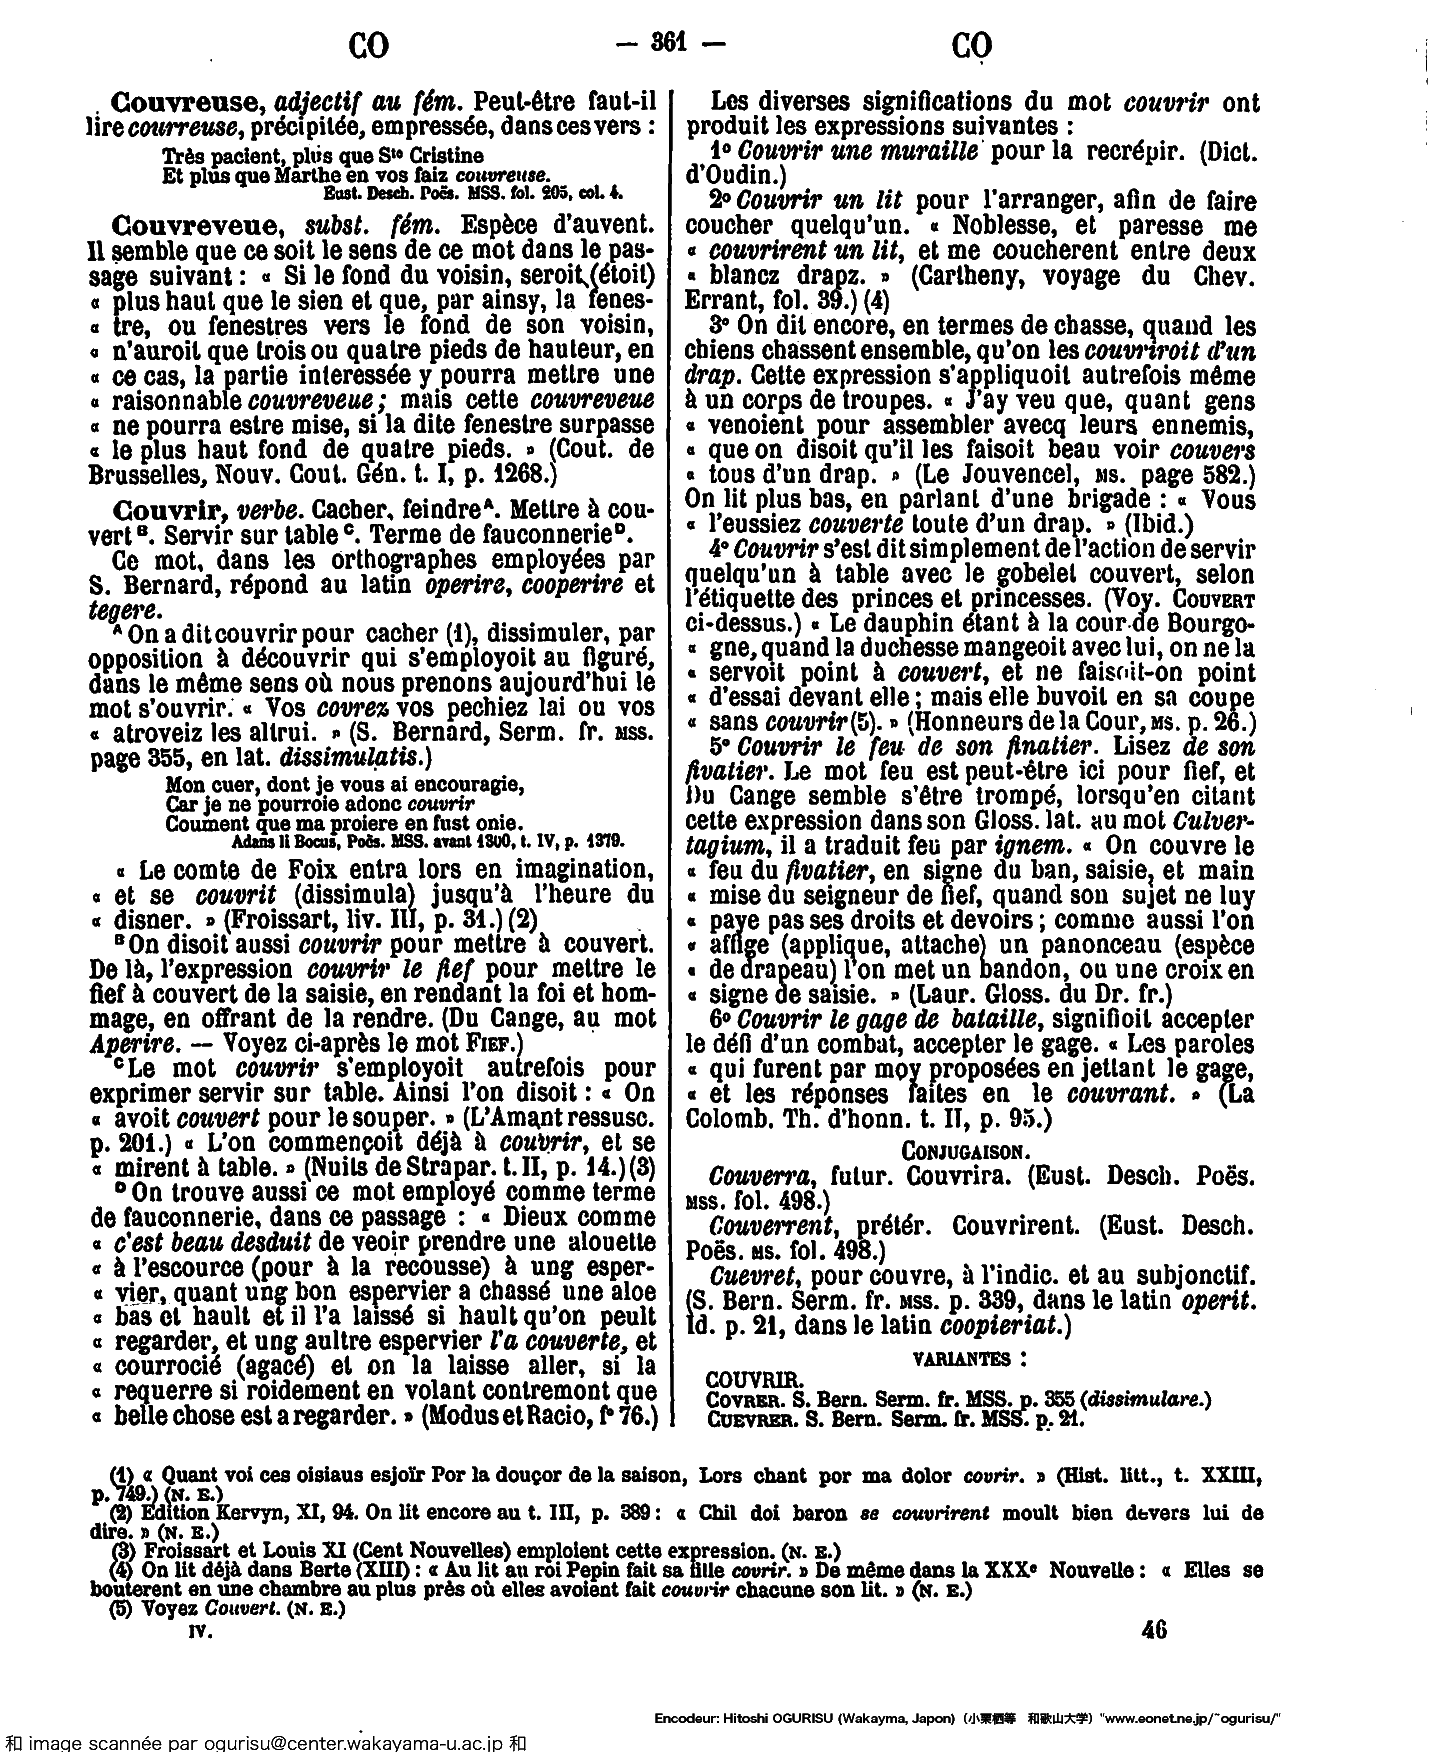 CO — 361 — CO
Couvreuse, adjectif au fém. Peut-être faut-il
lire courreuse, précipitée, empressée, dans ces vers :
Très pacient, plus que Ste Cristine
Et plus que Marthe en vos faiz couvreuse.
Eust. Desch. Poës. MSS. fol. 205, col. 4.
Couvreveue, subst. fém. Espèce d'auvent.
Il semble que ce soit le sens de ce mot dans le pas-
sage suivant : « Si le fond du voisin, seroit (étoit)
« plus haut que le sien et que, par ainsy, la fenes-
« tre, ou fenestres vers le fond de son voisin,
« n'auroit que trois ou quatre pieds de hauteur, en
« ce cas, la partie interessée y pourra mettre une
« raisonnable couvreveue ; mais cette couvreveue
« ne pourra estre mise, si la dite fenestre surpasse
« le plus haut fond de quatre pieds. » (Cout. de
Brusselles, Nouv. Cout. Gén. t. I, p. 1268.)
Couvrir, verbe. Cacher, feindre A. Mettre à cou-
vert B. Servir sur table C. Terme de fauconnerie D.
Ce mot, dans les orthographes employées par
S. Bernard, répond au latin operire, cooperire et
tegere.
A On a dit couvrir pour cacher (1), dissimuler, par
opposition à découvrir qui s'employoit au figuré,
dans le même sens où nous prenons aujourd'hui le
mot s'ouvrir. « Vos covrez vos pechiez lai ou vos
« atroveiz les altrui. » (S. Bernard, Serm. fr. MSS.
page 355, en lat. dissimulatis.)
Mon cuer, dont je vous ai encouragie,
Car je ne pourroie adonc couvrir
Coument que ma proiere en fust onie.
Adans li Bocus, Poës. MSS. avant 1300, t. IV, p. 1379.
« Le comte de Foix entra lors en imagination,
« et se couvrit (dissimula) jusqu'à l'heure du
« disner. » (Froissart, liv. III, p. 31.) (2)
B On disoit aussi couvrir pour mettre à couvert.
De là, l'expression couvrir le fief pour mettre le
fief à couvert de la saisie, en rendant la foi et hom-
mage, en offrant de la rendre. (Du Cange, au mot
Aperire. — Voyez ci-après le mot FIEF.)
C Le mot couvrir s'employoit autrefois pour
exprimer servir sur table. Ainsi l'on disoit : « On
« avoit couvert pour le souper. » (L'Amant ressusc.
p. 201.) « L'on commençoit déjà à couvrir, et se
« mirent à table. » (Nuits de Strapar. t. II, p. 14.) (3)
D On trouve aussi ce mot employé comme terme
de fauconnerie, dans ce passage : « Dieux comme
« c'est beau desduit de veoir prendre une alouette
« à l'escource (pour à la recousse) à ung esper-
« vier, quant ung bon espervier a chassé une aloe
« bas et hault et il l'a laissé si hault qu'on peult
« regarder, et ung aultre espervier l'a couverte, et
« courrocié (agacé) et on la laisse aller, si la
« requerre si roidement en volant contremont que
« belle chose est a regarder. » (Modus et Racio, f° 76.)
Les diverses significations du mot couvrir ont
produit les expressions suivantes :
1° Couvrir une muraille pour la recrépir. (Dict.
d'Oudin.)
2° Couvrir un lit pour l'arranger, afin de faire
coucher quelqu'un. « Noblesse, et paresse me
« couvrirent un lit, et me coucherent entre deux
« blancz drapz. » (Cartheny, voyage du Chev.
Errant, fol. 39.) (4)
3° On dit encore, en termes de chasse, quand les
chiens chassent ensemble, qu'on les couvriroit d'un
drap. Cette expression s'appliquoit autrefois même
à un corps de troupes. « J'ay veu que, quant gens
« venoient pour assembler avecq leurs ennemis,
« que on disoit qu'il les faisoit beau voir couvers
« tous d'un drap. » (Le Jouvencel, MS. page 582.)
On lit plus bas, en parlant d'une brigade : « Vous
« l'eussiez couverte toute d'un drap. » (Ibid.)
4° Couvrir s'est dit simplement de l'action de servir
quelqu'un à table avec le gobelet couvert, selon
l'étiquette des princes et princesses. (Voy. COUVERT
ci-dessus.) « Le dauphin étant à la cour de Bourgo-
« gne, quand la duchesse mangeoit avec lui, on ne la
« servoit point à couvert, et ne faisoit-on point
« d'essai devant elle ; mais elle buvoit en sa coupe
« sans couvrir (5). » (Honneurs de la Cour, MS. p. 26.)
5° Couvrir le feu de son finatier. Lisez de son
fivatier. Le mot feu est peut-être ici pour fief, et
Du Cange semble s'être trompé, lorsqu'en citant
cette expression dans son Gloss. lat. au mot Culver-
tagium, il a traduit feu par ignem. « On couvre le
« feu du fivatier, en signe du ban, saisie, et main
« mise du seigneur de fief, quand son sujet ne luy
« paye pas ses droits et devoirs ; comme aussi l'on
« affige (applique, attache) un panonceau (espèce
« de drapeau) l'on met un bandon, ou une croix en
« signe de saisie. » (Laur. Gloss. du Dr. fr.)
6° Couvrir le gage de bataille, signifioit accepter
le défi d'un combat, accepter le gage. « Les paroles
« qui furent par moy proposées en jettant le gage,
« et les réponses faites en le couvrant. » (La
Colomb. Th. d'honn. t. II, p. 95.)
CONJUGAISON.
Couverra, futur. Couvrira. (Eust. Desch. Poës.
MSS. fol. 498.)
Couverrent, prétér. Couvrirent. (Eust. Desch.
Poës. MS. fol. 498.)
Cuevret, pour couvre, à l'indic. et au subjonctif.
(S. Bern. Serm. fr. MSS. p. 339, dans le latin operit.
Id. p. 21, dans le latin coopieriat.)
VARIANTES :
COUVRIR.
COVRER. S. Bern. Serm. fr. MSS. p. 355 (dissimulare.)
CUEVRER. S. Bern. Serm. fr. MSS. p. 21.
(1) « Quant voi ces oisiaus esjoïr Por la douçor de la saison, Lors chant por ma dolor covrir. » (Hist. litt., t. XXIII,
p. 749.) (N. E.)
(2) Edition Kervyn, XI, 94. On lit encore au t. III, p. 389 : « Chil doi baron se couvrirent moult bien devers lui de
dire. » (N. E.)
(3) Froissart et Louis XI (Cent Nouvelles) emploient cette expression. (N. E.)
(4) On lit déjà dans Berte (XIII) : « Au lit au roi Pepin fait sa fille covrir. » De même dans la XXXe Nouvelle : « Elles se
bouterent en une chambre au plus près où elles avoient fait couvrir chacune son lit. » (N. E.)
(5) Voyez Couvert. (N. E.)
IV. 46
Encodeur: Hitoshi OGURISU (Wakayma, Japon) (小栗栖等 和歌山大学) "www.eonet.ne.jp/~ogurisu/"
和 image scannée par ogurisu@center.wakayama-u.ac.jp 和